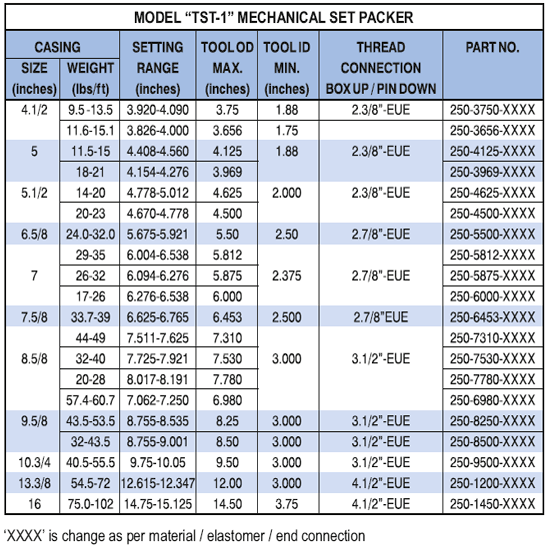 MODEL “TST-1” MECHANICAL SET PACKER
CASING SETTING TOOL OD TOOL ID THREAD PART NO.
SIZE WEIGHT RANGE MAX. MIN. CONNECTION
(inches) (lbs/ft) (inches) (inches) (inches) BOX UP / PIN DOWN
4.1/2 9.5 -13.5 3.920-4.090 3.75 1.88 2.3/8"-EUE 250-3750-XXXX
11.6-15.1 3.826-4.000 3.656 1.75 250-3656-XXXX
5 11.5-15 4.408-4.560 4.125 1.88 2.3/8"-EUE 250-4125-XXXX
18-21 4.154-4.276 3.969 250-3969-XXXX
5.1/2 14-20 4.778-5.012 4.625 2.000 2.3/8"-EUE 250-4625-XXXX
20-23 4.670-4.778 4.500 250-4500-XXXX
6.5/8 24.0-32.0 5.675-5.921 5.50 2.50 2.7/8"-EUE 250-5500-XXXX
29-35 6.004-6.538 5.812 250-5812-XXXX
7 26-32 6.094-6.276 5.875 2.375 2.7/8"-EUE 250-5875-XXXX
17-26 6.276-6.538 6.000 250-6000-XXXX
7.5/8 33.7-39 6.625-6.765 6.453 2.500 2.7/8"EUE 250-6453-XXXX
44-49 7.511-7.625 7.310 250-7310-XXXX
8.5/8 32-40 7.725-7.921 7.530 3.000 3.1/2"-EUE 250-7530-XXXX
20-28 8.017-8.191 7.780 250-7780-XXXX
57.4-60.7 7.062-7.250 6.980 250-6980-XXXX
9.5/8 43.5-53.5 8.755-8.535 8.25 3.000 3.1/2"-EUE 250-8250-XXXX
32-43.5 8.755-9.001 8.50 3.000 3.1/2"-EUE 250-8500-XXXX
10.3/4 40.5-55.5 9.75-10.05 9.50 3.000 3.1/2"-EUE 250-9500-XXXX
13.3/8 54.5-72 12.615-12.347 12.00 3.000 4.1/2"-EUE 250-1200-XXXX
16 75.0-102 14.75-15.125 14.50 3.75 4.1/2"-EUE 250-1450-XXXX
‘XXXX’ is change as per material / elastomer / end connection